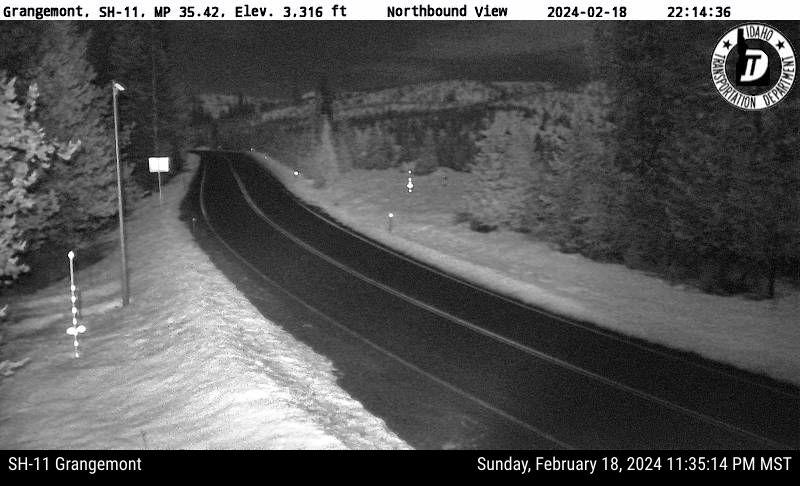 Grangemont, SH-11, MP 35.42, Elev. 3,316 ft Northbound View 2024-02-18 22:14:36
IDAHO
TRANSPORTATION DEPARTMENT
SH-11 Grangemont Sunday, February 18, 2024 11:35:14 PM MST